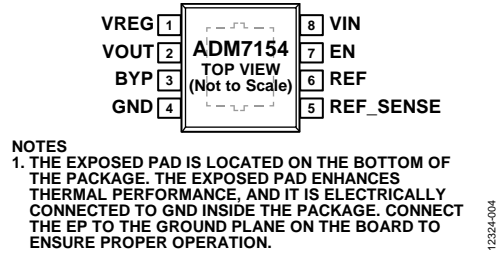 VREG 1
VOUT 2
BYP 3
GND 4
ADM7154
TOP VIEW
(Not to Scale)
8 VIN
7 EN
6 REF
5 REF_SENSE
NOTES
1. THE EXPOSED PAD IS LOCATED ON THE BOTTOM OF
THE PACKAGE. THE EXPOSED PAD ENHANCES
THERMAL PERFORMANCE, AND IT IS ELECTRICALLY
CONNECTED TO GND INSIDE THE PACKAGE. CONNECT
THE EP TO THE GROUND PLANE ON THE BOARD TO
ENSURE PROPER OPERATION.
12324-004